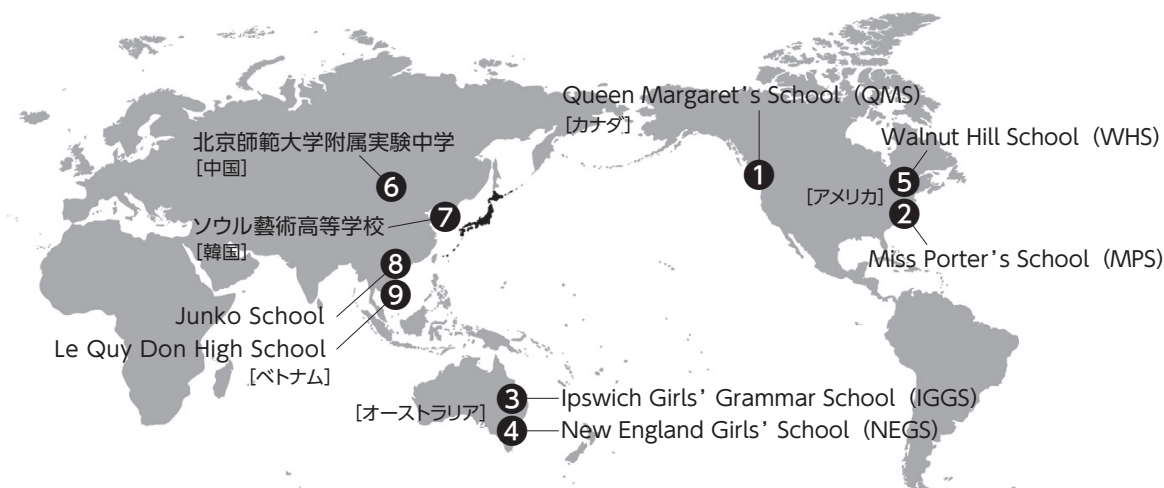 Queen Margaret’s School (QMS)
[カナダ]
Walnut Hill School (WHS)
北京師範大学附属実験中学
[中国]
❶
❻
❺
[アメリカ]
❷
ソウル藝術高等学校
[韓国]
❼
Miss Porter’s School (MPS)
❽
❾
Junko School
Le Quy Don High School
[ベトナム]
❸ Ipswich Girls’ Grammar School (IGGS)
[オーストラリア]
❹ New England Girls’ School (NEGS)